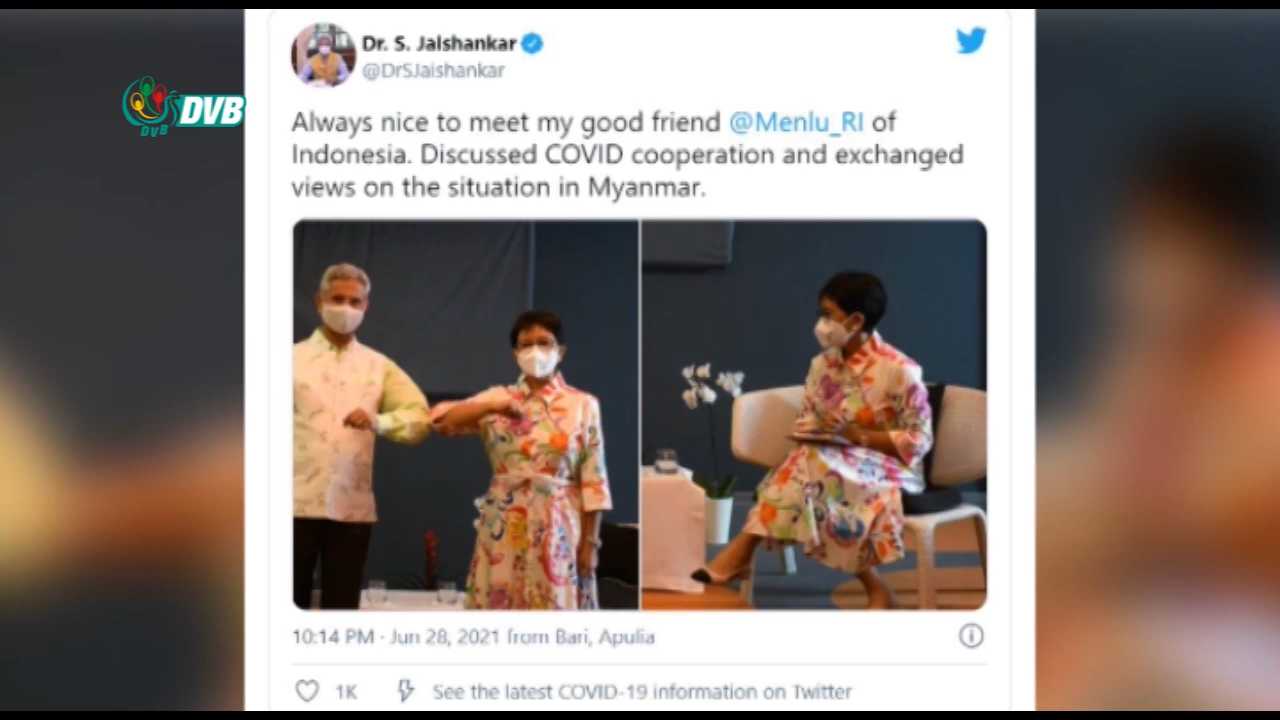 Dr. S. Jaishankar
@DrSJaishankar
DVB
DVB
Always nice to meet my good friend @Menlu_RI of
Indonesia. Discussed COVID cooperation and exchanged
views on the situation in Myanmar.
10:14 PM · Jun 28, 2021 from Bari, Apulia
1K
See the latest COVID-19 information on Twitter